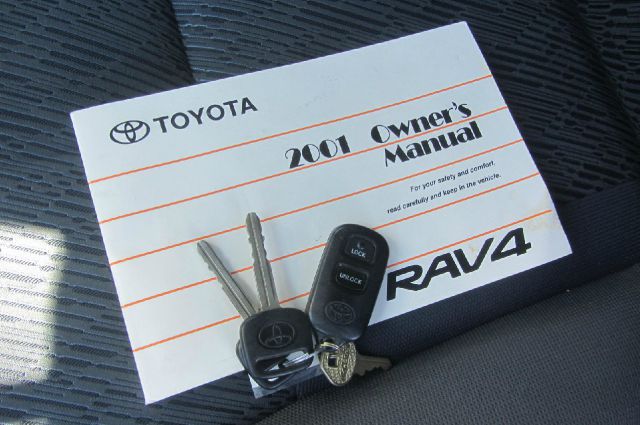 TOYOTA
2001 Owner's
Manual
For your safety and comfort,
read carefully and keep in the vehicle.
RAV4
LOCK
UNLOCK